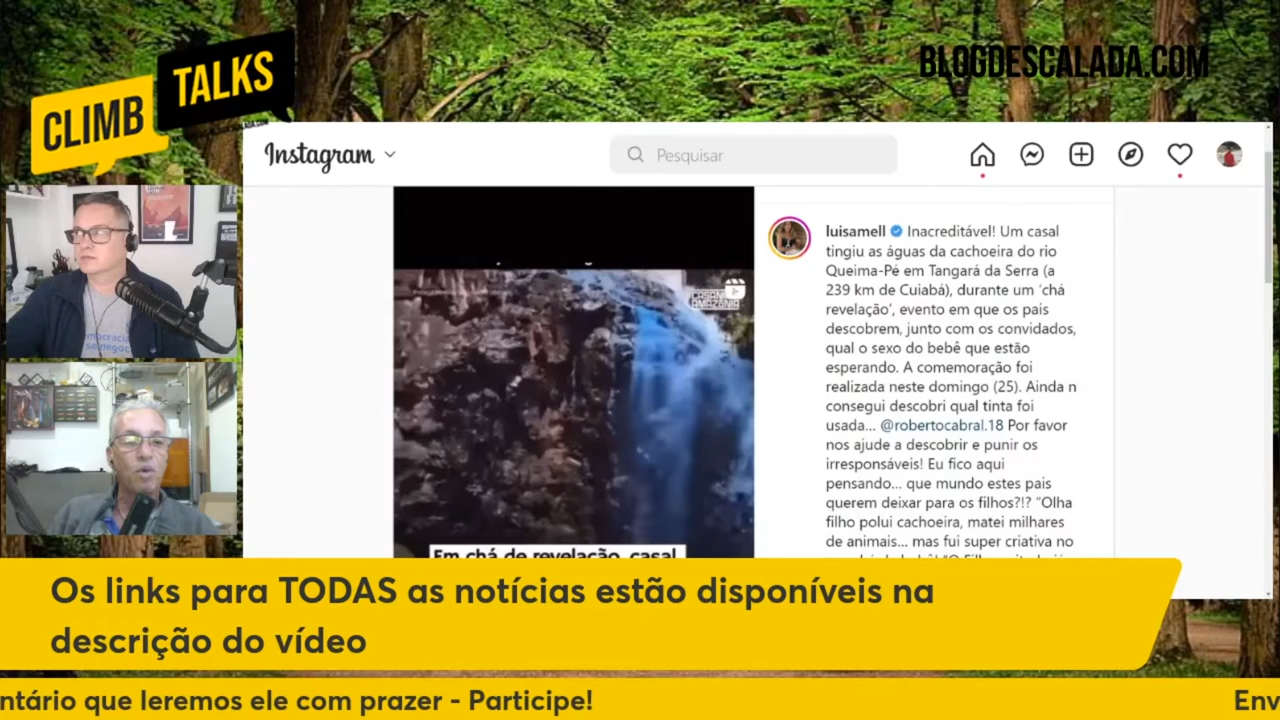 CLIMB
TALKS
BLOGDESCALADA.COM
Instagram
Pesquisar
luisamell Inacreditável! Um casal
tingiu as águas da cachoeira do rio
Queima-Pé em Tangará da Serra (a
239 km de Cuiabá), durante um 'chá
revelação', evento em que os pais
descobrem, junto com os convidados,
qual o sexo do bebê que estão
esperando. A comemoração foi
realizada neste domingo (25). Ainda n
consegui descobri qual tinta foi
usada... @robertocabral.18 Por favor
nos ajude a descobrir e punir os
irresponsáveis! Eu fico aqui
pensando... que mundo estes pais
querem deixar para os filhos?!? "Olha
filho polui cachoeira, matei milhares
de animais... mas fui super criativa no
Em chá de revelação, casal
Os links para TODAS as notícias estão disponíveis na
descrição do vídeo
ntário que leremos ele com prazer - Participe!
Env